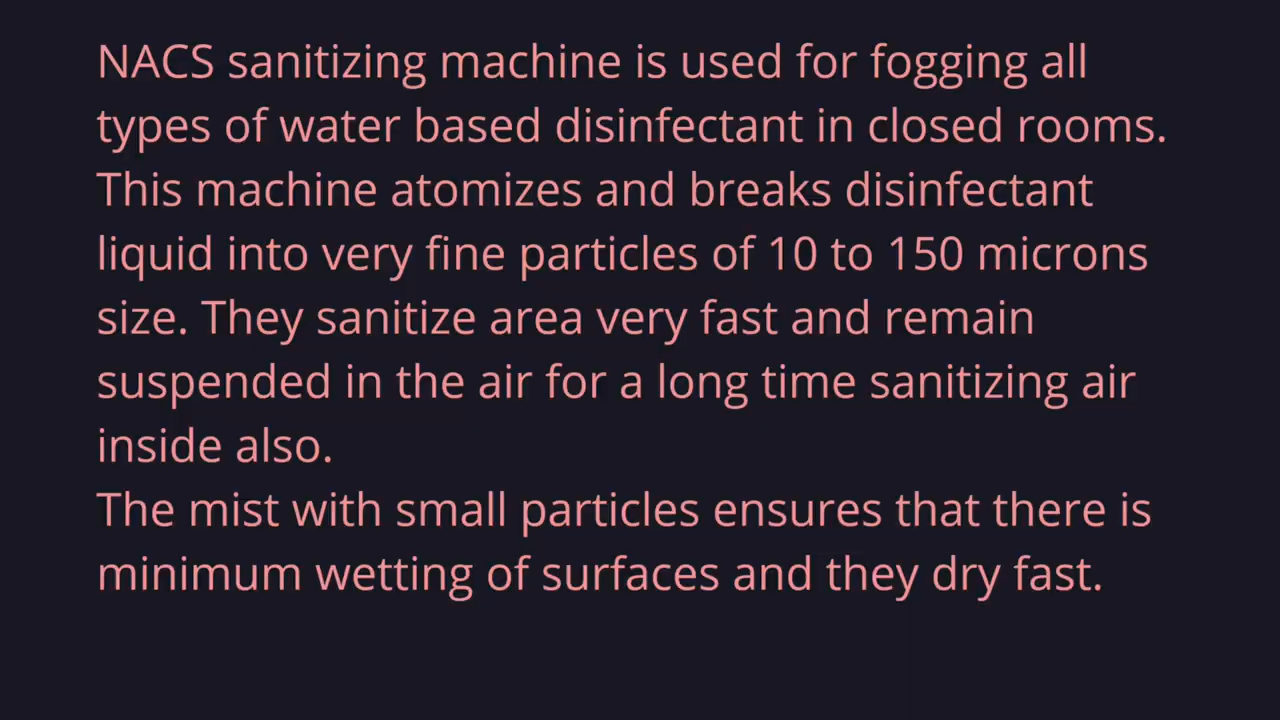 NACS sanitizing machine is used for fogging all
types of water based disinfectant in closed rooms.
This machine atomizes and breaks disinfectant
liquid into very fine particles of 10 to 150 microns
size. They sanitize area very fast and remain
suspended in the air for a long time sanitizing air
inside also.
The mist with small particles ensures that there is
minimum wetting of surfaces and they dry fast.